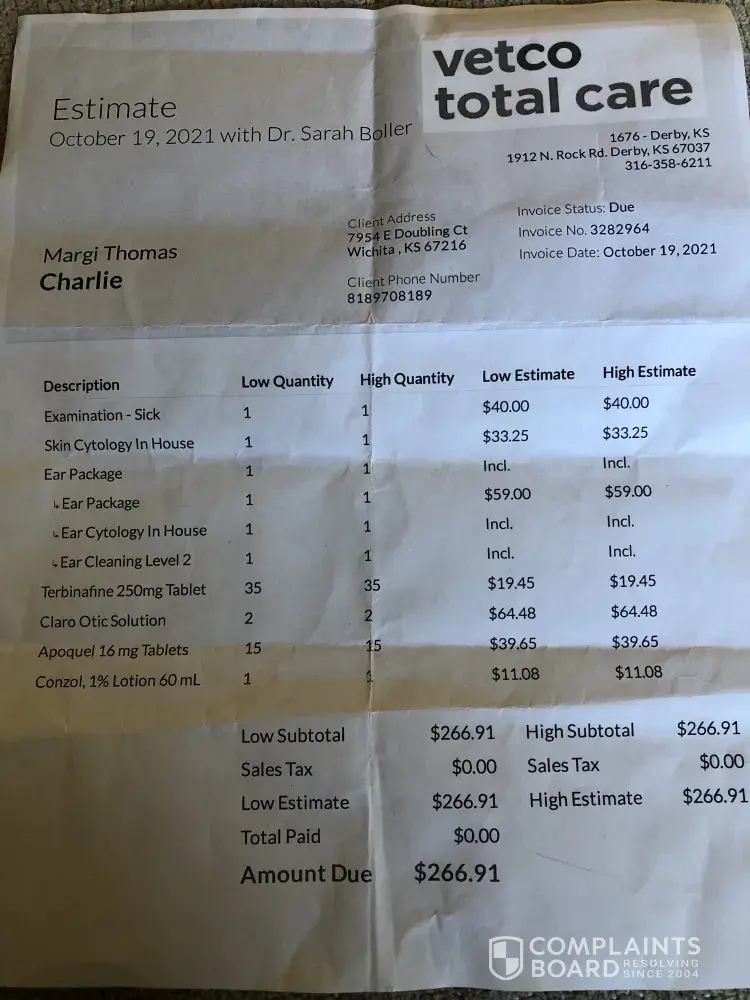 vetco
total care
Estimate
October 19, 2021 with Dr. Sarah Boller
1676 - Derby, KS
1912 N. Rock Rd. Derby, KS 67037
316-358-6211
Client Address
7954 E Doubling Ct
Wichita , KS 67216
Client Phone Number
8189708189
Invoice Status: Due
Invoice No. 3282964
Invoice Date: October 19, 2021
Margi Thomas
Charlie
Description Low Quantity High Quantity Low Estimate High Estimate
Examination - Sick 1 1 $40.00 $40.00
Skin Cytology In House 1 1 $33.25 $33.25
Ear Package 1 1 Incl. Incl.
↳ Ear Package 1 1 $59.00 $59.00
↳ Ear Cytology In House 1 1 Incl. Incl.
↳ Ear Cleaning Level 2 1 1 Incl. Incl.
Terbinafine 250mg Tablet 35 35 $19.45 $19.45
Claro Otic Solution 2 2 $64.48 $64.48
Apoquel 16 mg Tablets 15 15 $39.65 $39.65
Conzol, 1% Lotion 60 mL 1 1 $11.08 $11.08
Low Subtotal $266.91 High Subtotal $266.91
Sales Tax $0.00 Sales Tax $0.00
Low Estimate $266.91 High Estimate $266.91
Total Paid $0.00
Amount Due $266.91
COMPLAINTS
BOARD RESOLVING SINCE 2004